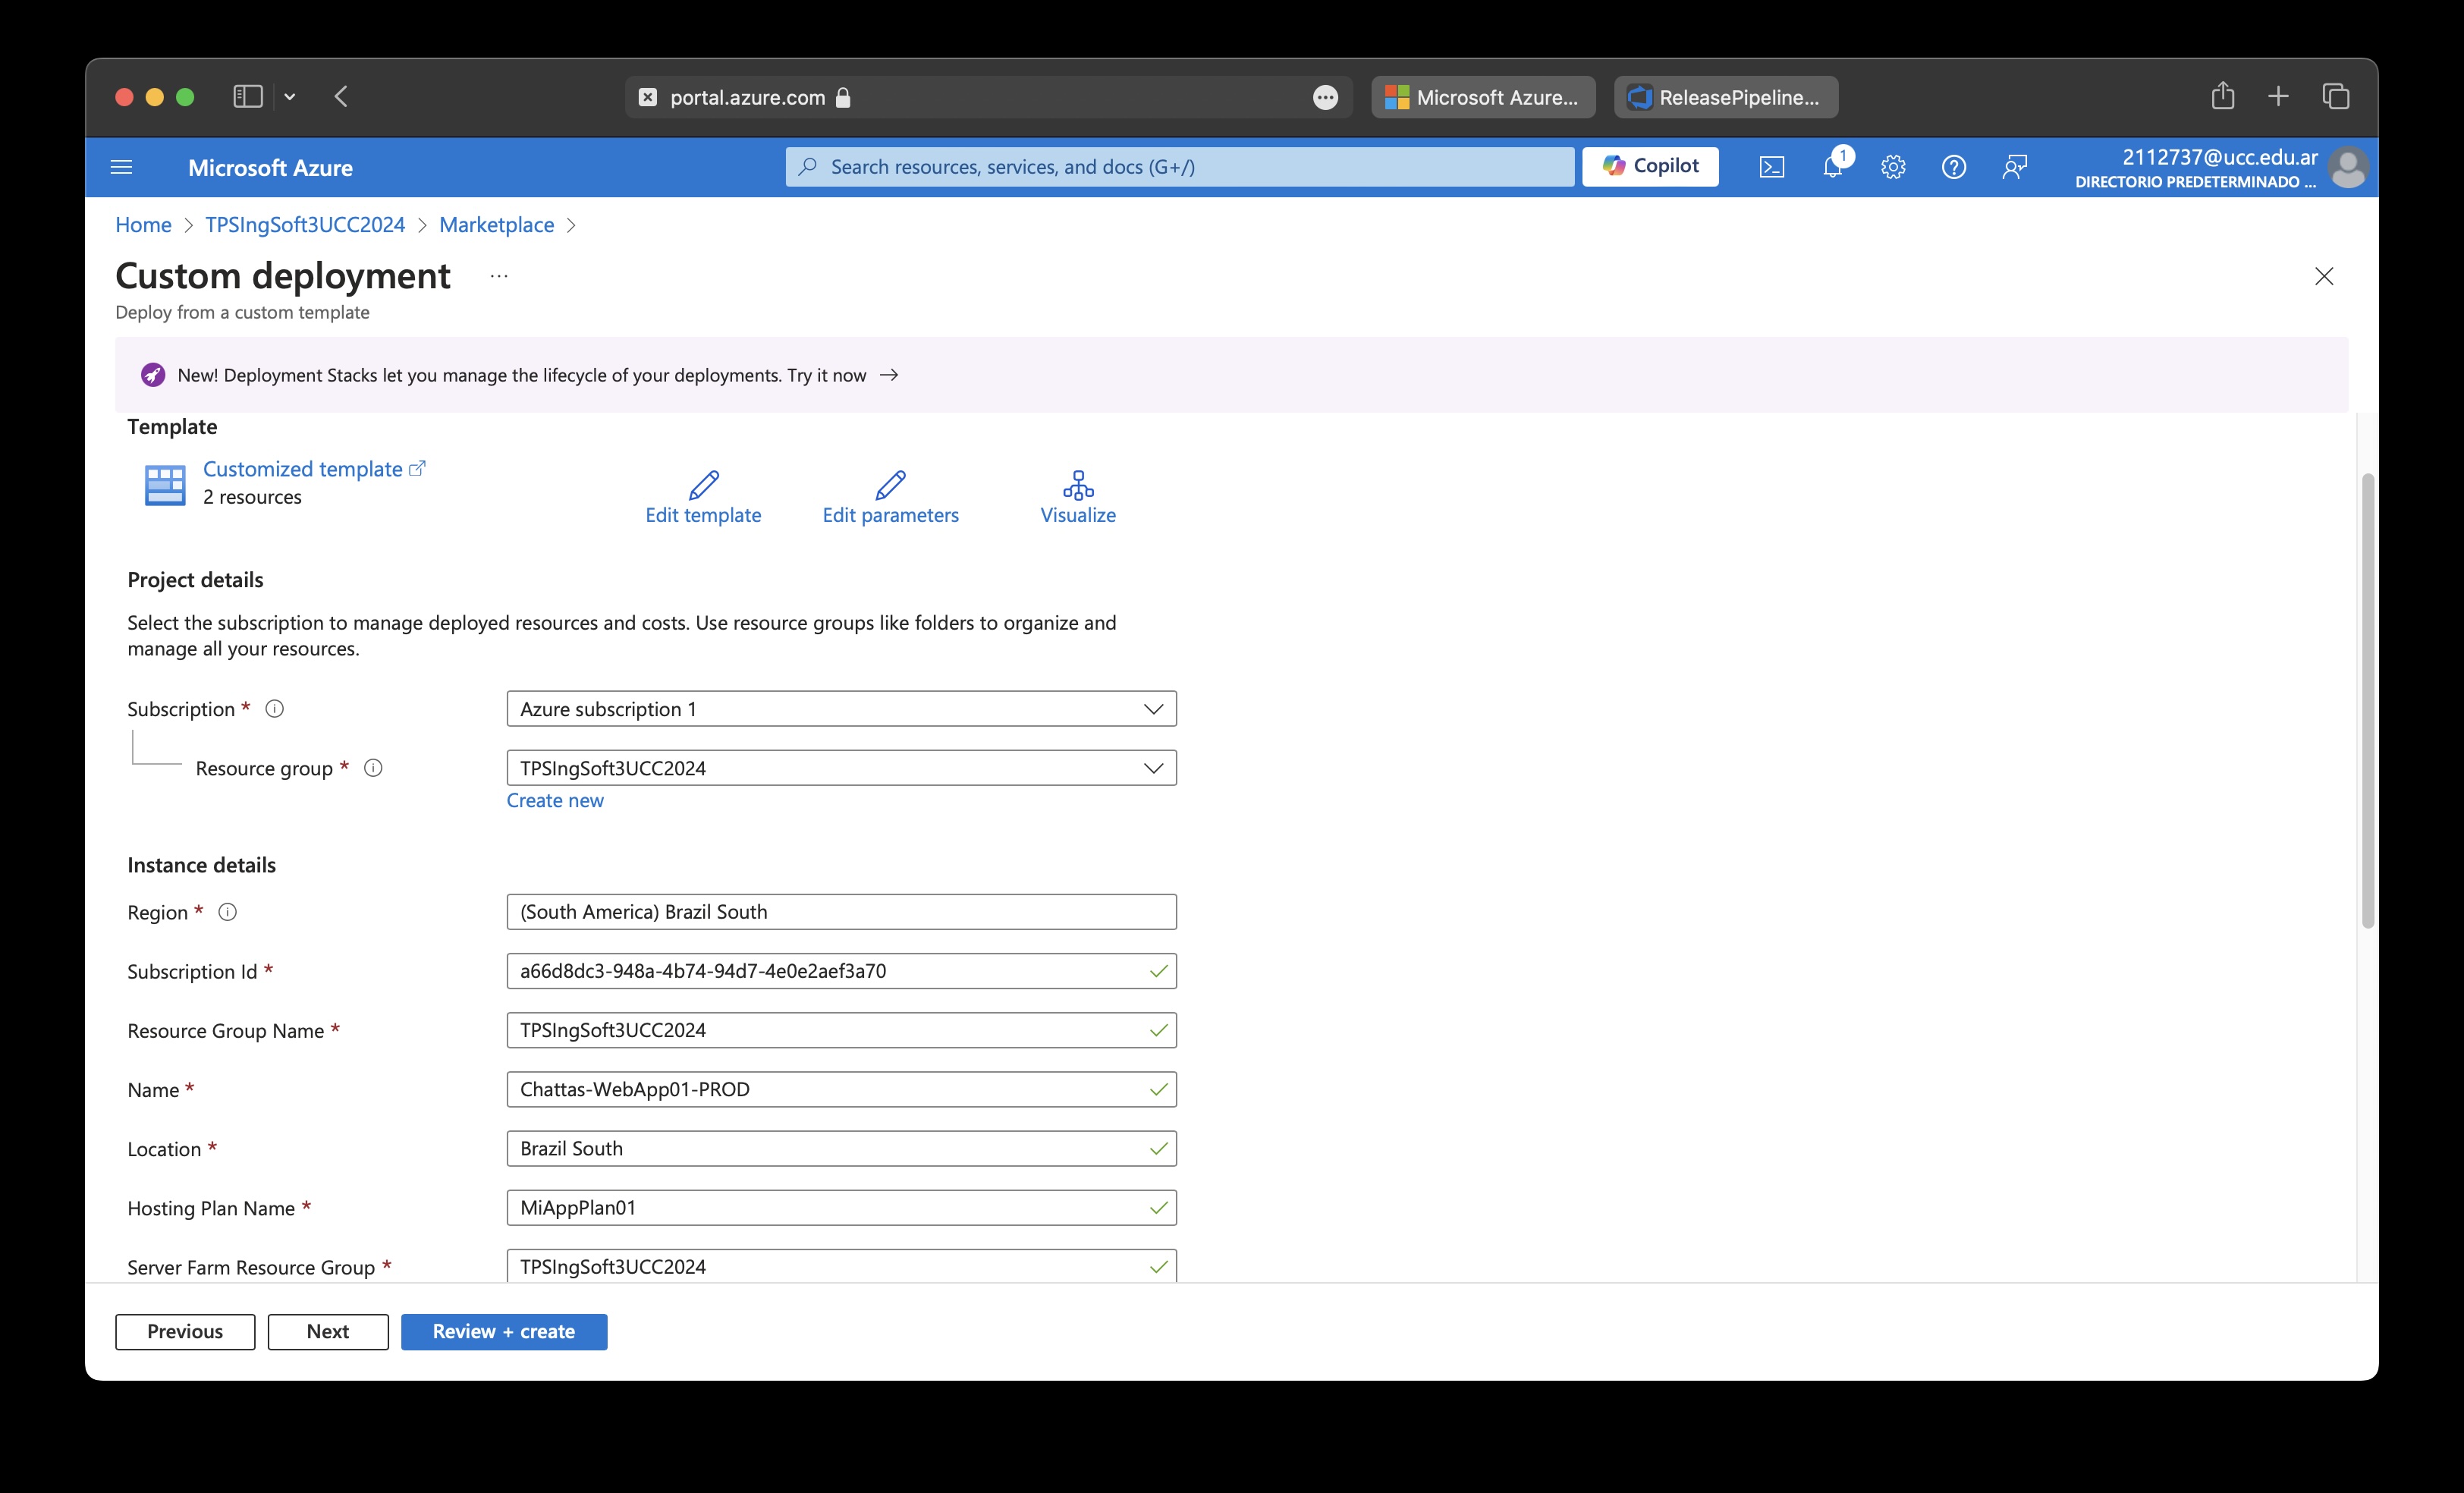 portal.azure.com
Microsoft Azure...
ReleasePipeline...
Microsoft Azure
Search resources, services, and docs (G+/)
Copilot
1
2112737@ucc.edu.ar
DIRECTORIO PREDETERMINADO ...
Home > TPSIngSoft3UCC2024 > Marketplace >
Custom deployment ...
Deploy from a custom template
New! Deployment Stacks let you manage the lifecycle of your deployments. Try it now →
Template
Customized template
2 resources
Edit template
Edit parameters
Visualize
Project details
Select the subscription to manage deployed resources and costs. Use resource groups like folders to organize and
manage all your resources.
Subscription *
Azure subscription 1
Resource group *
TPSIngSoft3UCC2024
Create new
Instance details
Region *
(South America) Brazil South
Subscription Id *
a66d8dc3-948a-4b74-94d7-4e0e2aef3a70
Resource Group Name *
TPSIngSoft3UCC2024
Name *
Chattas-WebApp01-PROD
Location *
Brazil South
Hosting Plan Name *
MiAppPlan01
Server Farm Resource Group *
TPSIngSoft3UCC2024
Previous
Next
Review + create